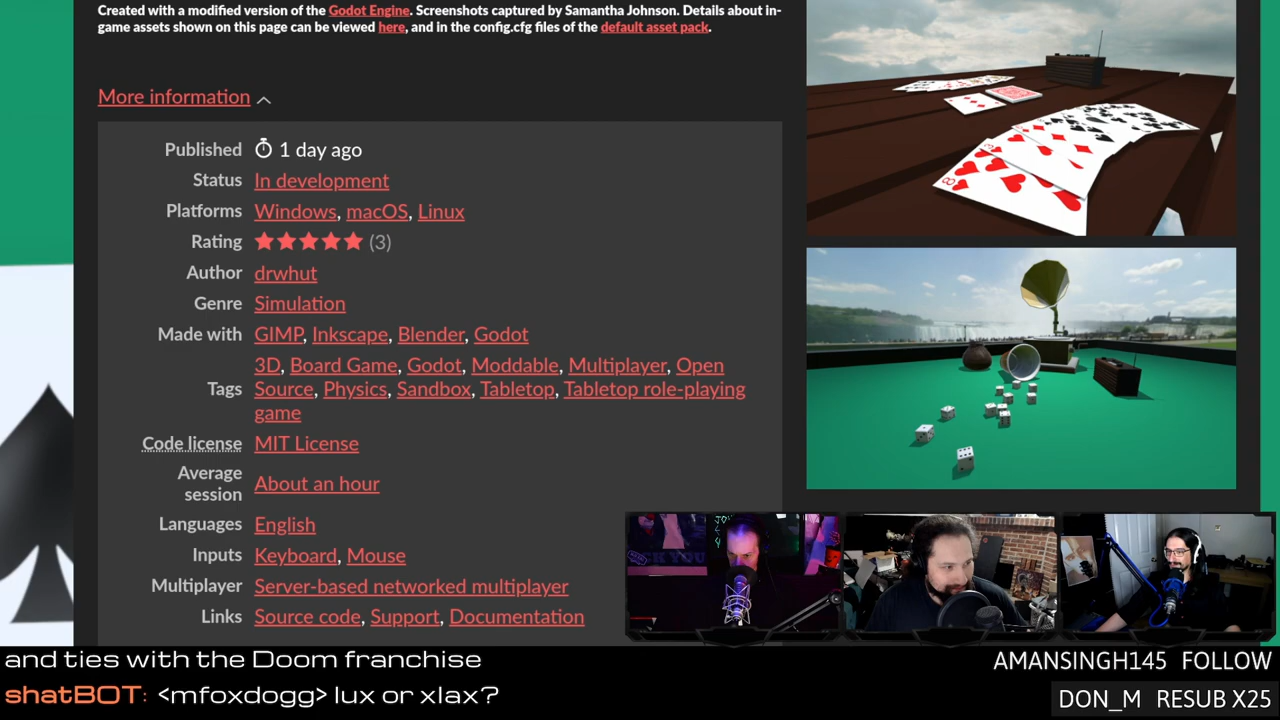 Created with a modified version of the Godot Engine. Screenshots captured by Samantha Johnson. Details about in-
game assets shown on this page can be viewed here, and in the config.cfg files of the default asset pack.
More information
Published 1 day ago
Status In development
Platforms Windows, macOS, Linux
Rating (3)
Author drwhut
Genre Simulation
Made with GIMP, Inkscape, Blender, Godot
Tags 3D, Board Game, Godot, Moddable, Multiplayer, Open
Source, Physics, Sandbox, Tabletop, Tabletop role-playing
game
Code license MIT License
Average
session About an hour
Languages English
Inputs Keyboard, Mouse
Multiplayer Server-based networked multiplayer
Links Source code, Support, Documentation
and ties with the Doom franchise
shatBOT: <mfoxdogg> lux or xlax?
AMANSINGH145 FOLLOW
DON_M RESUB X25